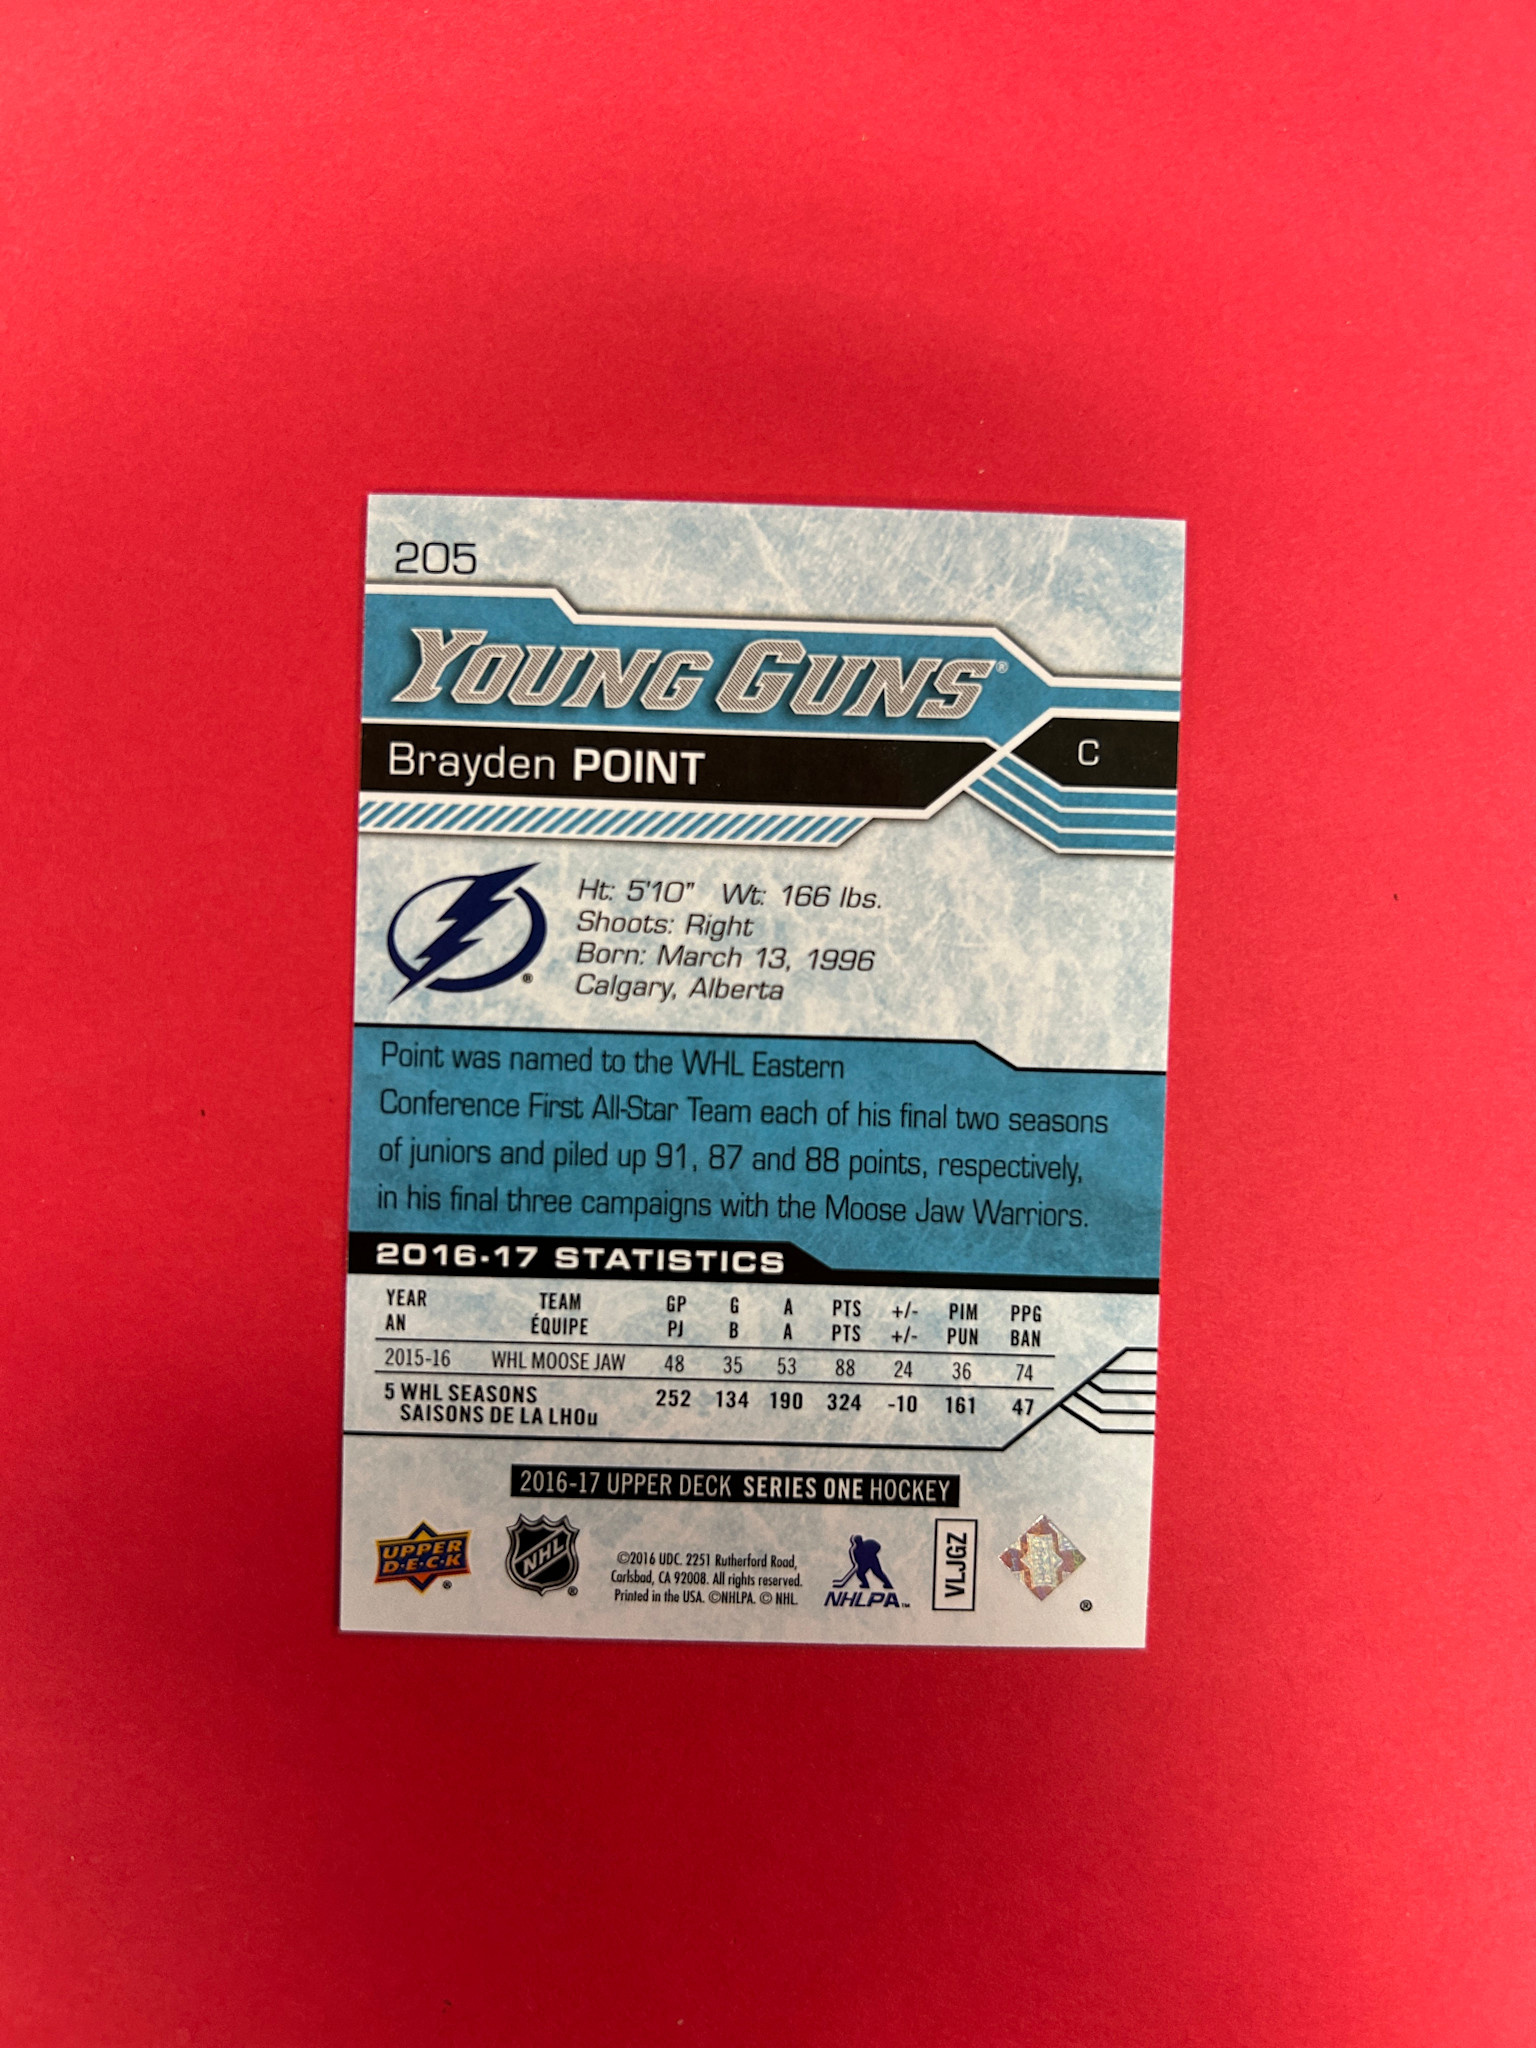 205
YOUNG GUNS®
Brayden POINT
C
Ht: 5'10" Wt: 166 lbs.
Shoots: Right
Born: March 13, 1996
Calgary, Alberta
®
Point was named to the WHL Eastern
Conference First All-Star Team each of his final two seasons
of juniors and piled up 91, 87 and 88 points, respectively,
in his final three campaigns with the Moose Jaw Warriors.
2016-17 STATISTICS
YEAR TEAM GP G A PTS +/- PIM PPG
AN ÉQUIPE PJ B A PTS +/- PUN BAN
2015-16 WHL MOOSE JAW 48 35 53 88 24 36 74
5 WHL SEASONS 252 134 190 324 -10 161 47
SAISONS DE LA LHOu
2016-17 UPPER DECK SERIES ONE HOCKEY
UPPER
D·E·C·K
®
NHL
®
©2016 UDC. 2251 Rutherford Road,
Carlsbad, CA 92008. All rights reserved.
Printed in the USA. ©NHLPA. © NHL.
NHLPA™
VLJGZ
®